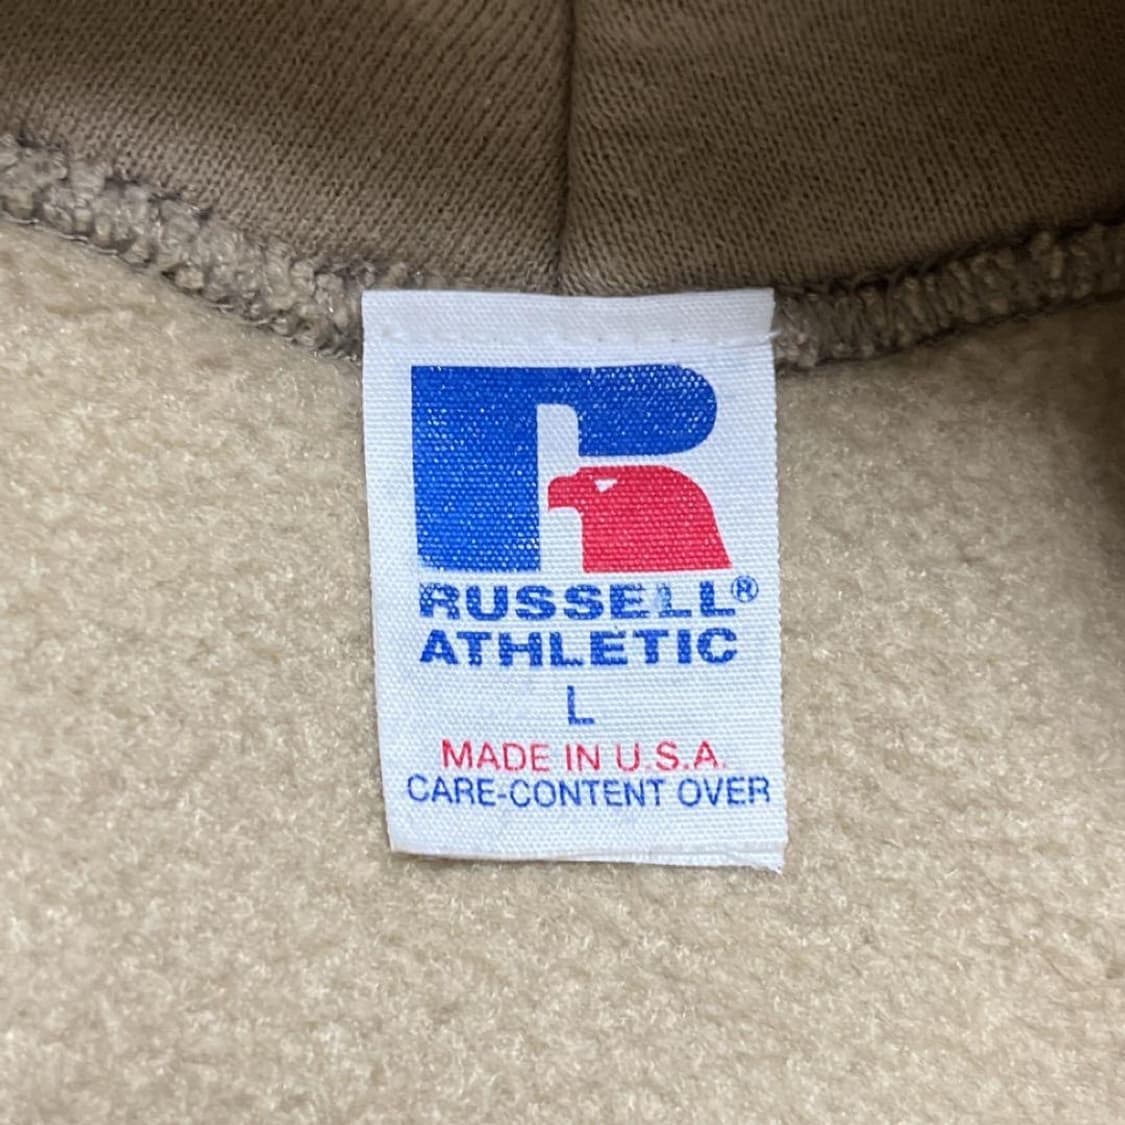 RUSSELL®
ATHLETIC
L
MADE IN U.S.A.
CARE-CONTENT OVER